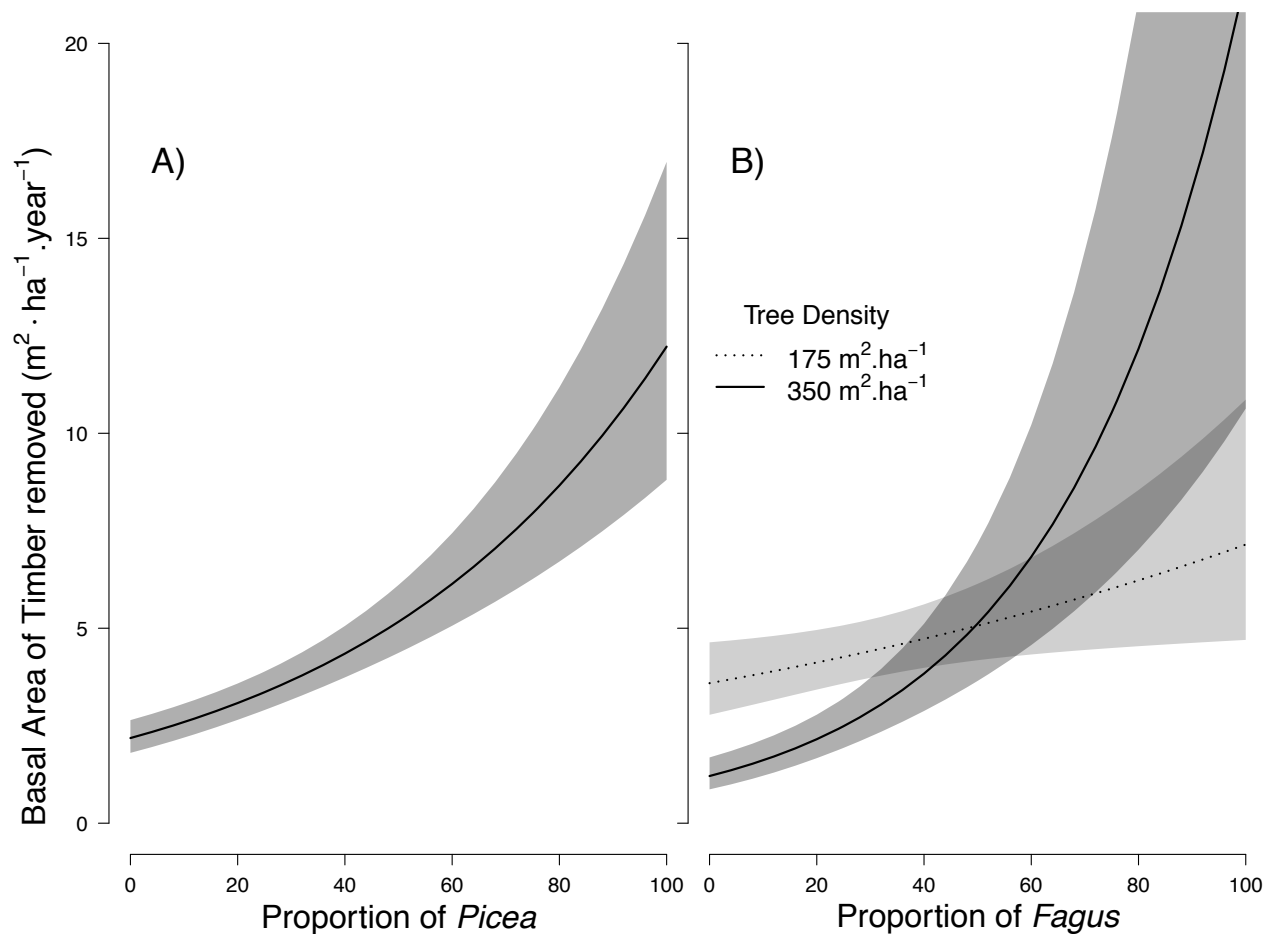 Basal Area of Timber removed (m² · ha⁻¹ .year⁻¹)
20
15
10
5
0
A)
0 20 40 60 80 100
Proportion of Picea
B)
Tree Density
175 m².ha⁻¹
350 m².ha⁻¹
0 20 40 60 80 100
Proportion of Fagus